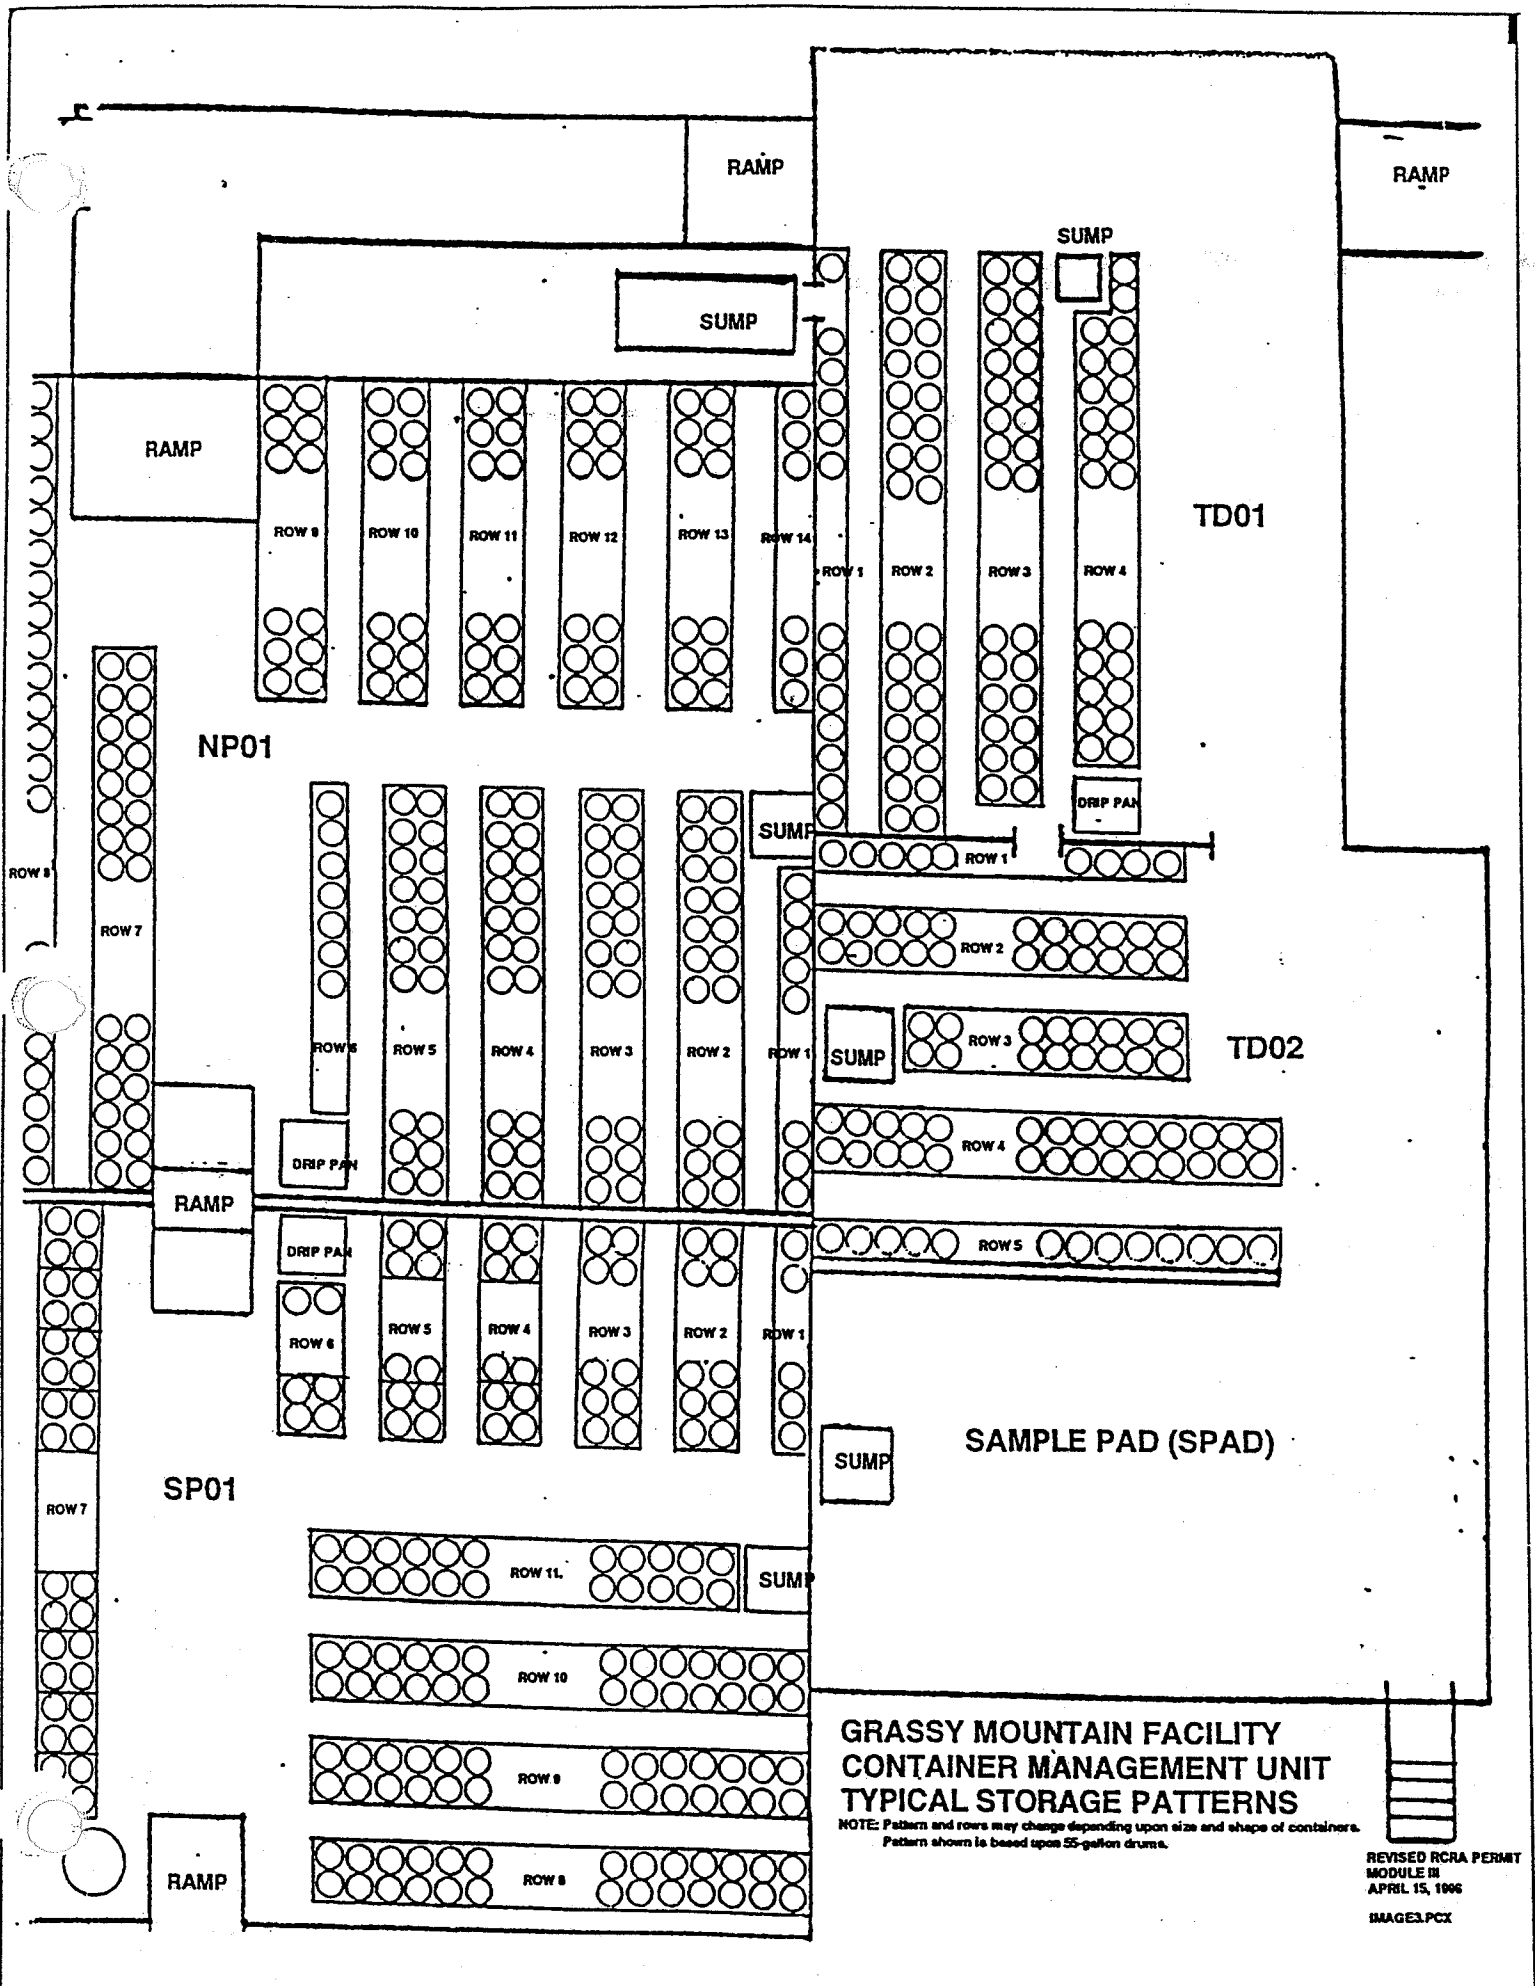 RAMP
RAMP
SUMP
SUMP
RAMP
TD01
ROW 9
ROW 10
ROW 11
ROW 12
ROW 13
ROW 14
ROW 1
ROW 2
ROW 3
ROW 4
NP01
DRIP PAN
SUMP
ROW 1
ROW 8
ROW 7
ROW 2
ROW 6
ROW 5
ROW 4
ROW 3
ROW 2
ROW 1
SUMP
ROW 3
TD02
ROW 4
DRIP PAN
RAMP
DRIP PAN
ROW 5
ROW 6
ROW 5
ROW 4
ROW 3
ROW 2
ROW 1
SAMPLE PAD (SPAD)
SUMP
SP01
ROW 7
ROW 11.
SUMP
ROW 10
ROW 9
ROW 8
RAMP
GRASSY MOUNTAIN FACILITY
CONTAINER MANAGEMENT UNIT
TYPICAL STORAGE PATTERNS
NOTE: Pattern and rows may change depending upon size and shape of containers.
Pattern shown is based upon 55-gallon drums.
REVISED RCRA PERMIT
MODULE III
APRIL 15, 1996
IMAGE3.PCX